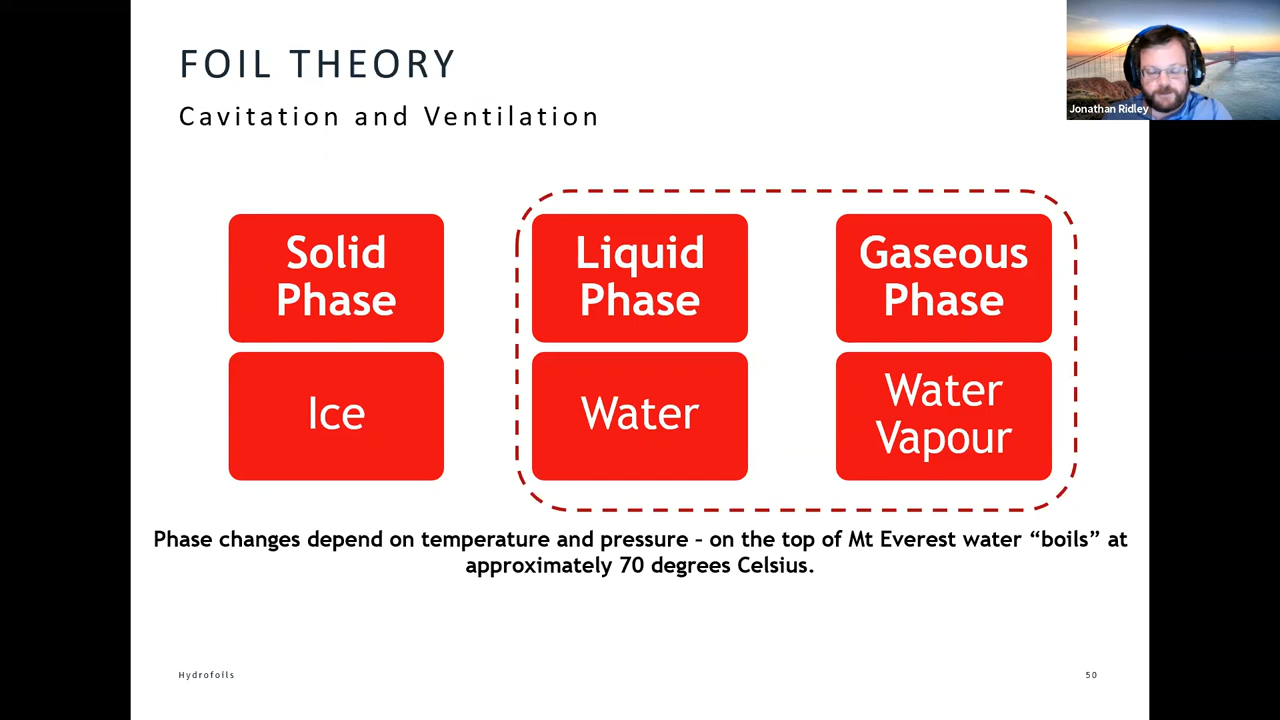 FOIL THEORY
Cavitation and Ventilation
Jonathan Ridley
Solid
Phase
Liquid
Phase
Gaseous
Phase
Ice
Water
Water
Vapour
Phase changes depend on temperature and pressure – on the top of Mt Everest water “boils” at
approximately 70 degrees Celsius.
Hydrofoils
50